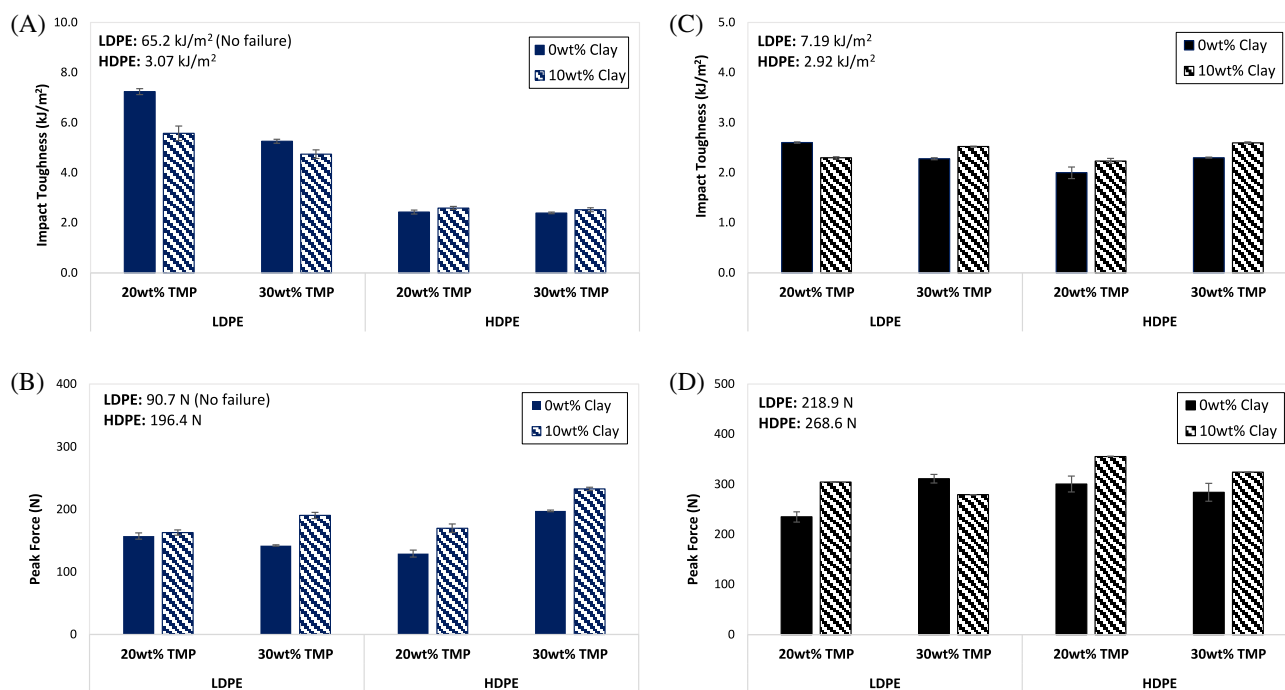 (A)
10.0
8.0
6.0
4.0
2.0
0.0
Impact Toughness (kJ/m²)
LDPE: 65.2 kJ/m² (No failure)
HDPE: 3.07 kJ/m²
0wt% Clay
10wt% Clay
20wt% TMP 30wt% TMP 20wt% TMP 30wt% TMP
LDPE HDPE
(C)
5.0
4.0
3.0
2.0
1.0
0.0
Impact Toughness (kJ/m²)
LDPE: 7.19 kJ/m²
HDPE: 2.92 kJ/m²
0wt% Clay
10wt% Clay
20wt% TMP 30wt% TMP 20wt% TMP 30wt% TMP
LDPE HDPE
(B)
400
300
200
100
0
Peak Force (N)
LDPE: 90.7 N (No failure)
HDPE: 196.4 N
0wt% Clay
10wt% Clay
20wt% TMP 30wt% TMP 20wt% TMP 30wt% TMP
LDPE HDPE
(D)
500
400
300
200
100
0
Peak Force (N)
LDPE: 218.9 N
HDPE: 268.6 N
0wt% Clay
10wt% Clay
20wt% TMP 30wt% TMP 20wt% TMP 30wt% TMP
LDPE HDPE